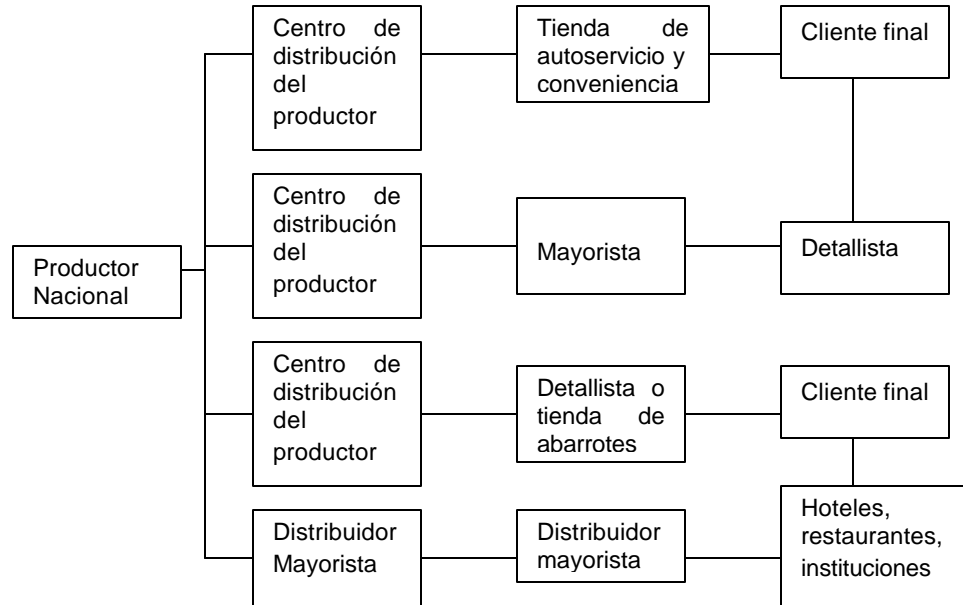 Centro de
distribución
del
productor
Tienda de
autoservicio y
conveniencia
Cliente final
Centro de
distribución
del
productor
Mayorista
Detallista
Productor
Nacional
Centro de
distribución
del
productor
Detallista o
tienda de
abarrotes
Cliente final
Distribuidor
Mayorista
Distribuidor
mayorista
Hoteles,
restaurantes,
instituciones